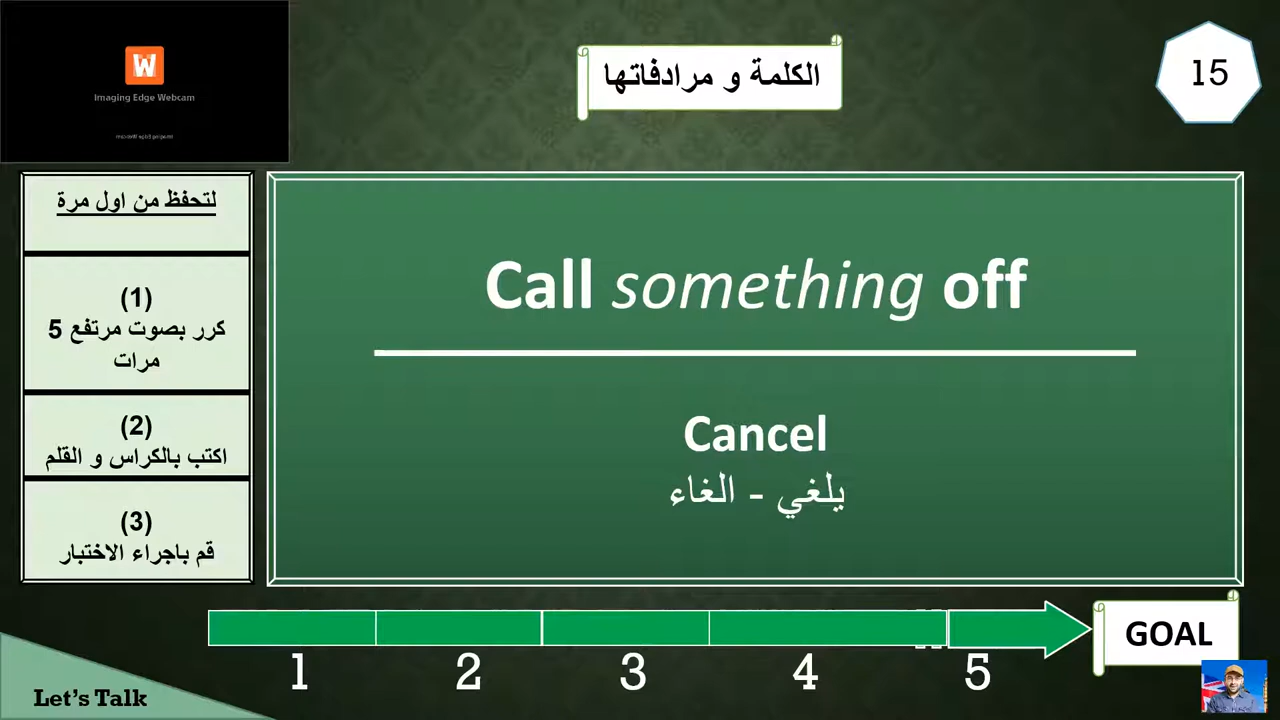 W
Imaging Edge Webcam
الكلمة و مرادفاتها
15
لتحفظ من اول مرة
(1)
كرر بصوت مرتفع 5
مرات
(2)
اكتب بالكراس و القلم
(3)
قم باجراء الاختبار
Call something off
Cancel
يلغي - الغاء
1 2 3 4 5
GOAL
Let's Talk